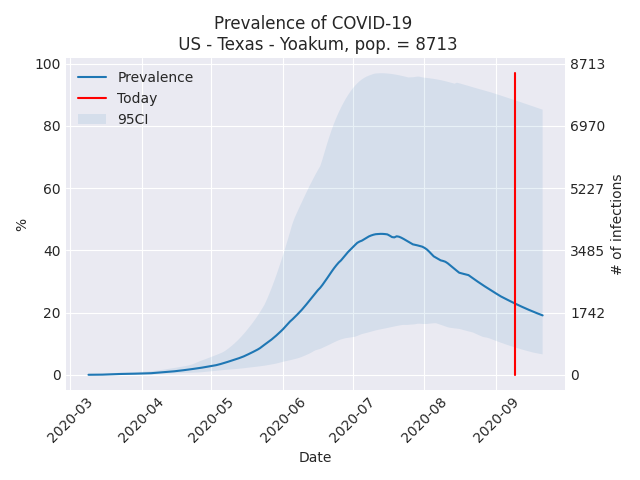 Prevalence of COVID-19
US - Texas - Yoakum, pop. = 8713
Prevalence
Today
95CI
100
80
60
40
20
0
%
8713
6970
5227
3485
1742
0
# of infections
2020-03
2020-04
2020-05
2020-06
2020-07
2020-08
2020-09
Date